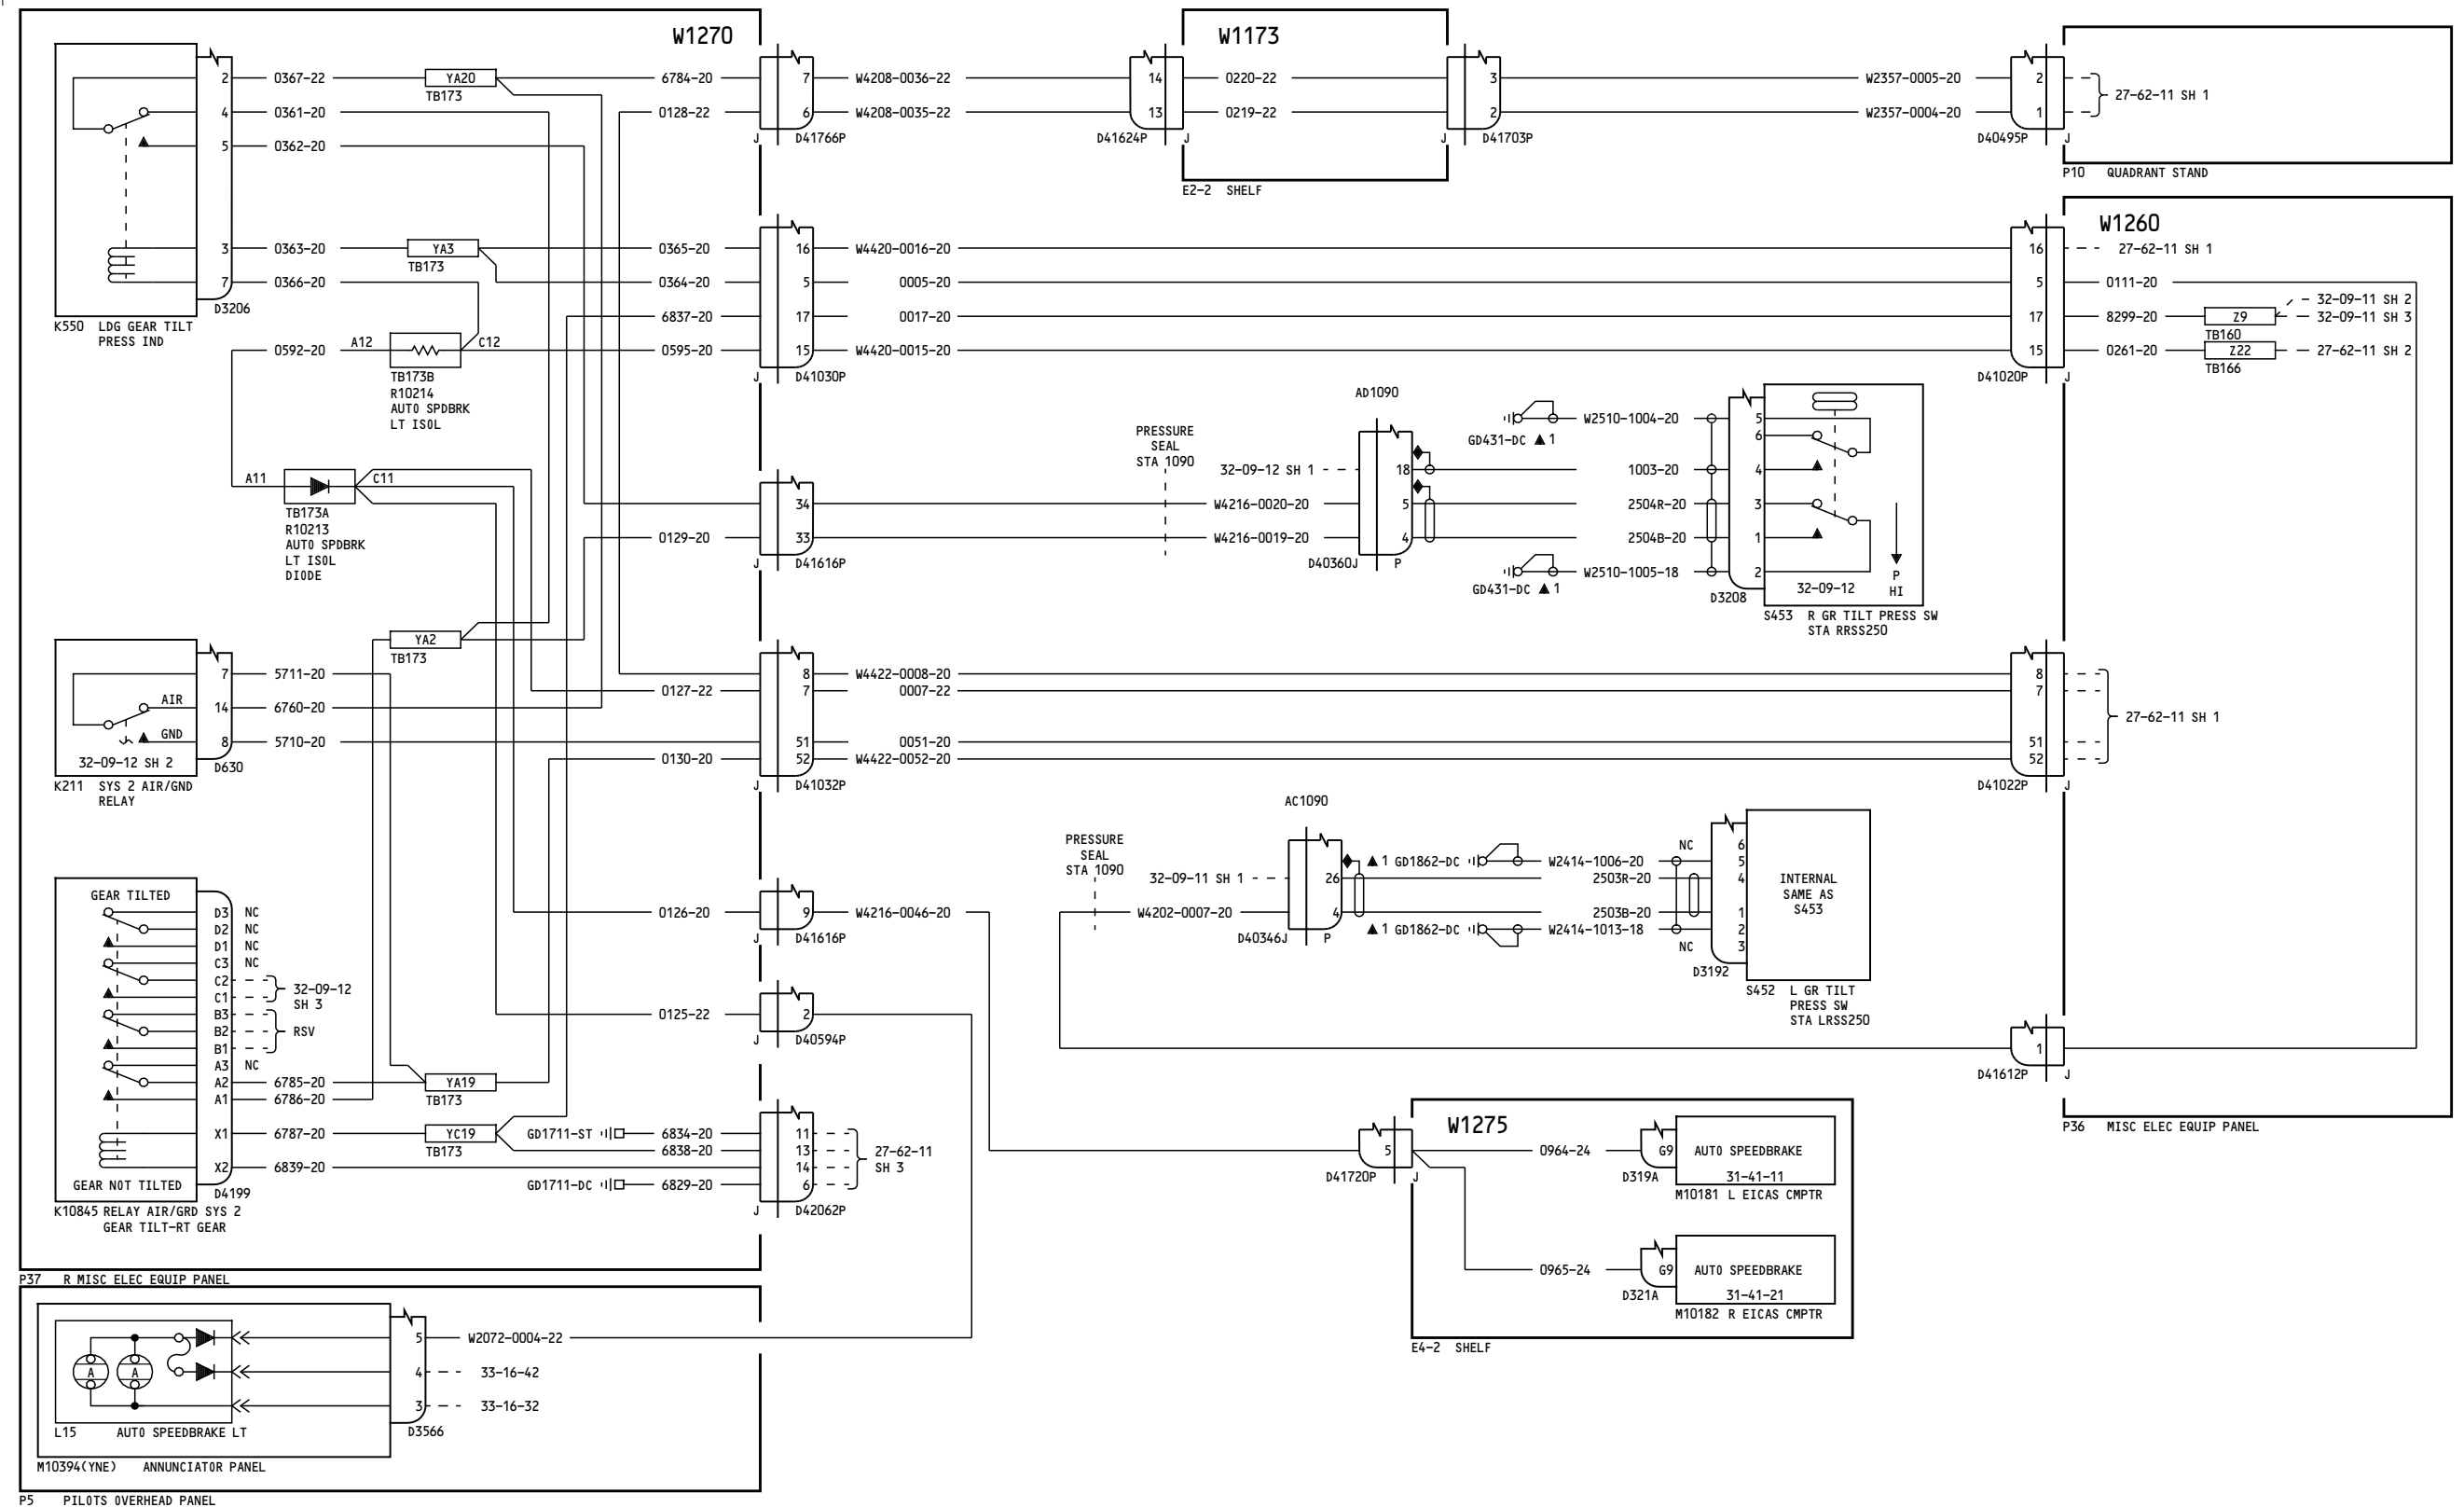 W1270
W1173
W1260
2 0367-22 YA20 6784-20 7 W4208-0036-22 14 0220-22 3 W2357-0005-20 2
TB173
27-62-11 SH 1
4 0361-20 0128-22 6 W4208-0035-22 13 0219-22 2 W2357-0004-20 1
J D41766P D41624P J J D41703P D40495P J
5 0362-20
E2-2 SHELF
P10 QUADRANT STAND
3 0363-20 YA3 0365-20 16 W4420-0016-20 16 27-62-11 SH 1
TB173
7 0366-20 0364-20 5 0005-20 5 0111-20
D3206
32-09-11 SH 2
6837-20 17 0017-20 17 8299-20 Z9 32-09-11 SH 3
TB160
K550 LDG GEAR TILT
PRESS IND
0592-20 A12 C12 0595-20 15 W4420-0015-20 15 0261-20 Z22 27-62-11 SH 2
TB166
J D41030P D41020P J
TB173B
R10214
AUTO SPDBRK
LT ISOL
AD1090
PRESSURE
SEAL
STA 1090
GD431-DC ▲ 1 W2510-1004-20 5
6
32-09-12 SH 1 18 1003-20 4
A11 C11
TB173A
R10213
AUTO SPDBRK
LT ISOL
DIODE
34 W4216-0020-20 5 2504R-20 3
0129-20 33 W4216-0019-20 4 2504B-20 1
J D41616P D40360J P
GD431-DC ▲ 1 W2510-1005-18 2
D3208
32-09-12
P
HI
S453 R GR TILT PRESS SW
STA RRSS250
YA2
TB173
7 5711-20 8 W4422-0008-20 8
0127-22 7 0007-22 7
AIR 14 6760-20
27-62-11 SH 1
GND 8 5710-20 51 0051-20 51
0130-20 52 W4422-0052-20 52
32-09-12 SH 2
D630
J D41032P D41022P J
K211 SYS 2 AIR/GND
RELAY
AC1090
PRESSURE
SEAL
STA 1090
NC 6
▲ 1 GD1862-DC W2414-1006-20 5
32-09-11 SH 1 26 2503R-20 4
W4202-0007-20 4 2503B-20 1
▲ 1 GD1862-DC W2414-1013-18 2
NC 3
D40346J P D3192
INTERNAL
SAME AS
S453
S452 L GR TILT
PRESS SW
STA LRSS250
GEAR TILTED
D3 NC 0126-20 9 W4216-0046-20
D2 NC
D1 NC
J D41616P
C3 NC
C2
C1
32-09-12
SH 3
B3 0125-22 2
B2 RSV
B1
J D40594P
1
D41612P J
A3 NC
A2 6785-20 YA19
TB173
A1 6786-20
X1 6787-20 YC19 GD1711-ST 6834-20 11
TB173 6838-20 13
X2 6839-20 14
27-62-11
SH 3
GEAR NOT TILTED
D4199
GD1711-DC 6829-20 6
J D42062P
K10845 RELAY AIR/GRD SYS 2
GEAR TILT-RT GEAR
P36 MISC ELEC EQUIP PANEL
W1275
5 0964-24 G9 AUTO SPEEDBRAKE
31-41-11
D41720P J D319A
M10181 L EICAS CMPTR
0965-24 G9 AUTO SPEEDBRAKE
31-41-21
D321A
M10182 R EICAS CMPTR
E4-2 SHELF
P37 R MISC ELEC EQUIP PANEL
5 W2072-0004-22
A A 4 33-16-42
3 33-16-32
L15 AUTO SPEEDBRAKE LT D3566
M10394(YNE) ANNUNCIATOR PANEL
P5 PILOTS OVERHEAD PANEL